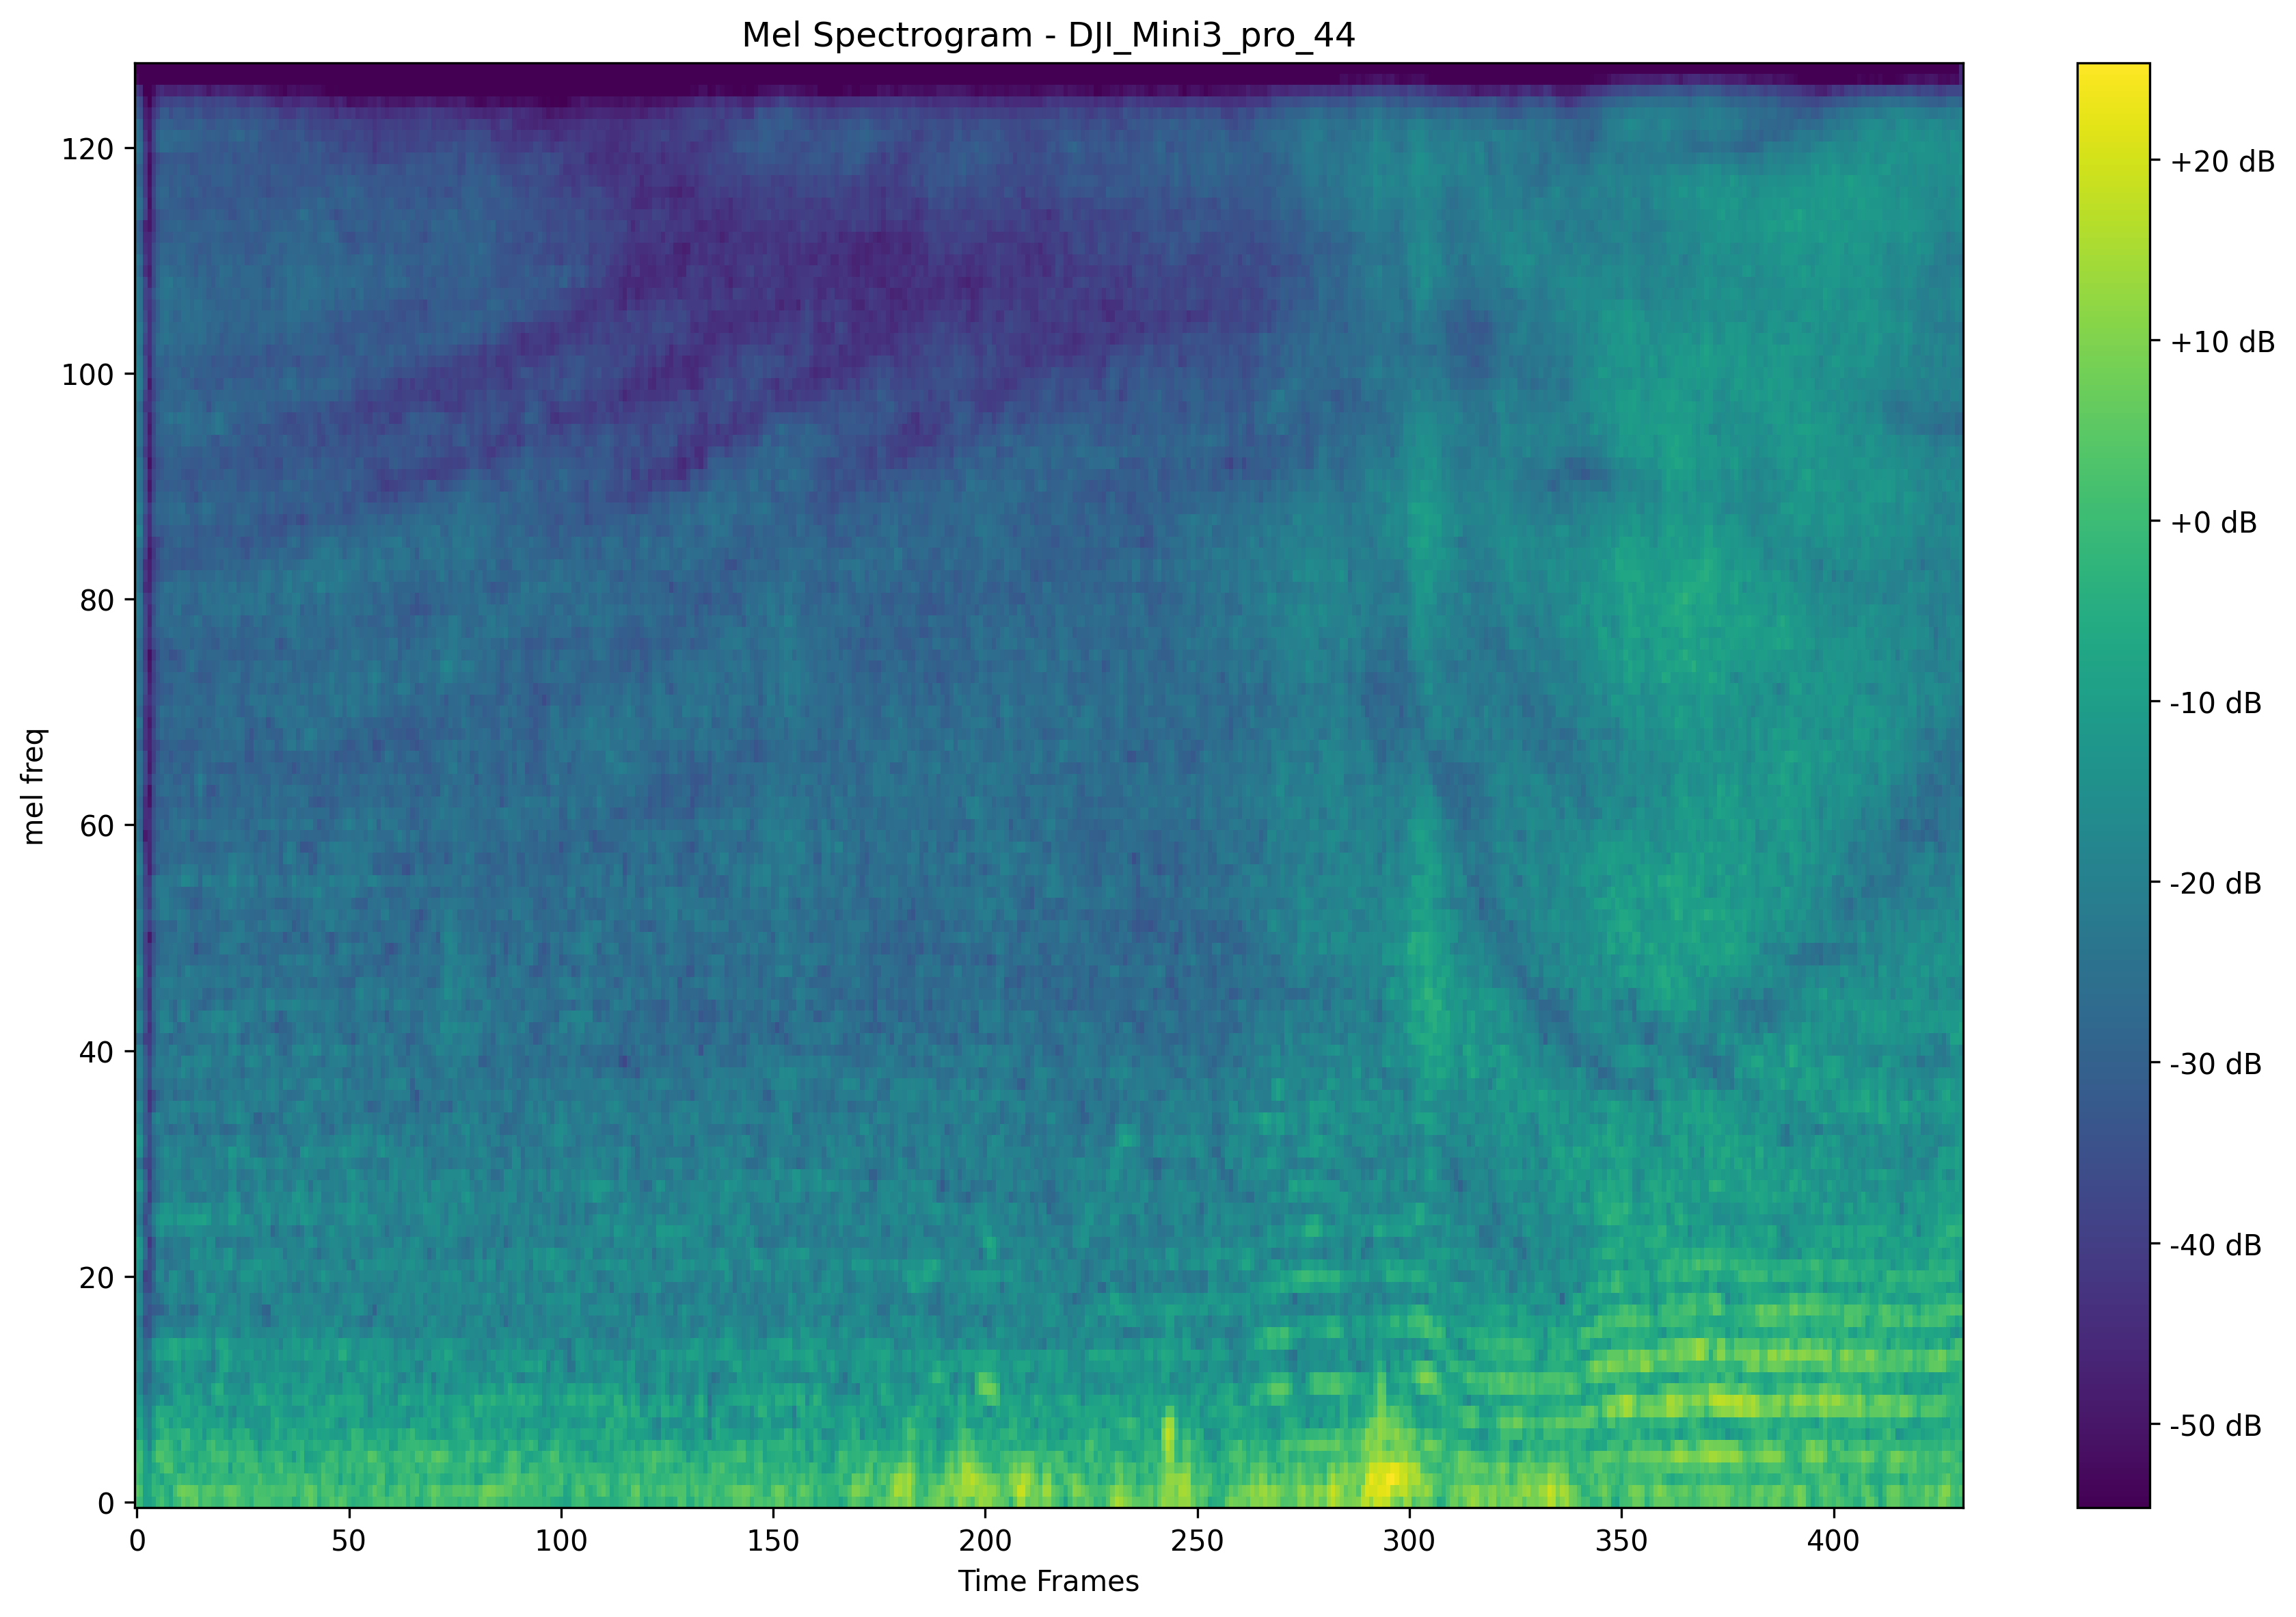 Mel Spectrogram - DJI_Mini3_pro_44
mel freq
120
100
80
60
40
20
0
0 50 100 150 200 250 300 350 400
Time Frames
+20 dB
+10 dB
+0 dB
-10 dB
-20 dB
-30 dB
-40 dB
-50 dB